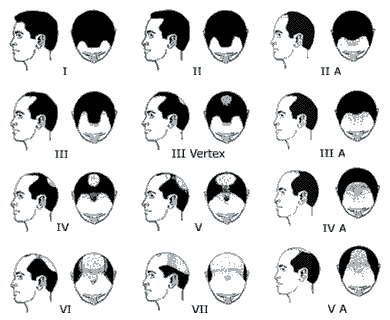 I II II A
III III Vertex III A
IV V IV A
VI VII V A